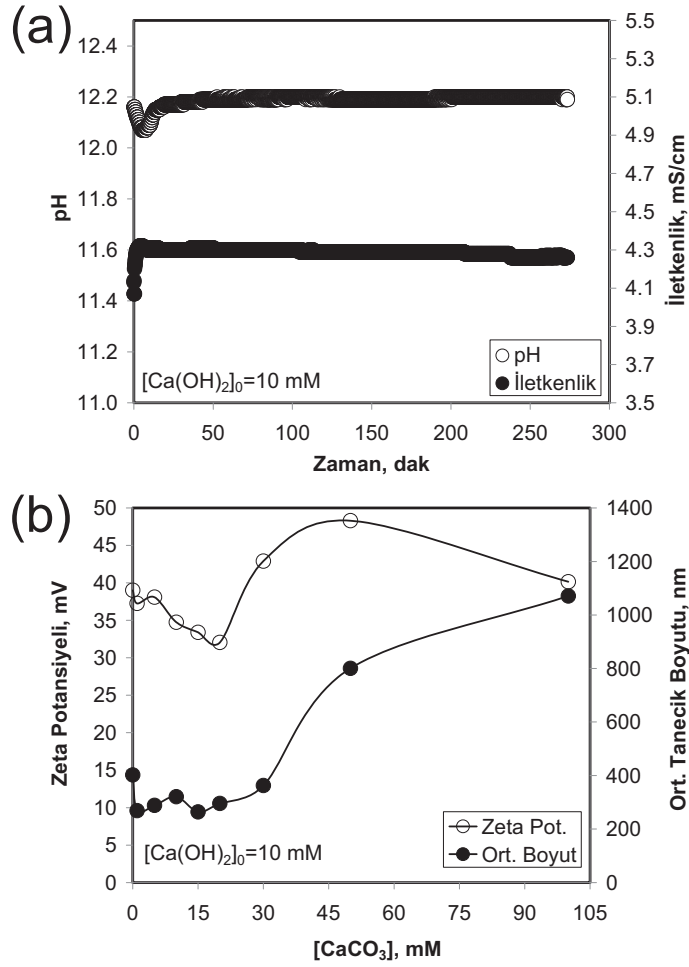 (a)
12.4
12.2
12.0
11.8
11.6
11.4
11.2
11.0
pH
5.5
5.3
5.1
4.9
4.7
4.5
4.3
4.1
3.9
3.7
3.5
İletkenlik, mS/cm
[Ca(OH)2]0=10 mM
pH
İletkenlik
0 50 100 150 200 250 300
Zaman, dak
(b)
50
45
40
35
30
25
20
15
10
5
0
Zeta Potansiyeli, mV
1400
1200
1000
800
600
400
200
0
Ort. Tanecik Boyutu, nm
[Ca(OH)2]0=10 mM
Zeta Pot.
Ort. Boyut
0 15 30 45 60 75 90 105
[CaCO3], mM